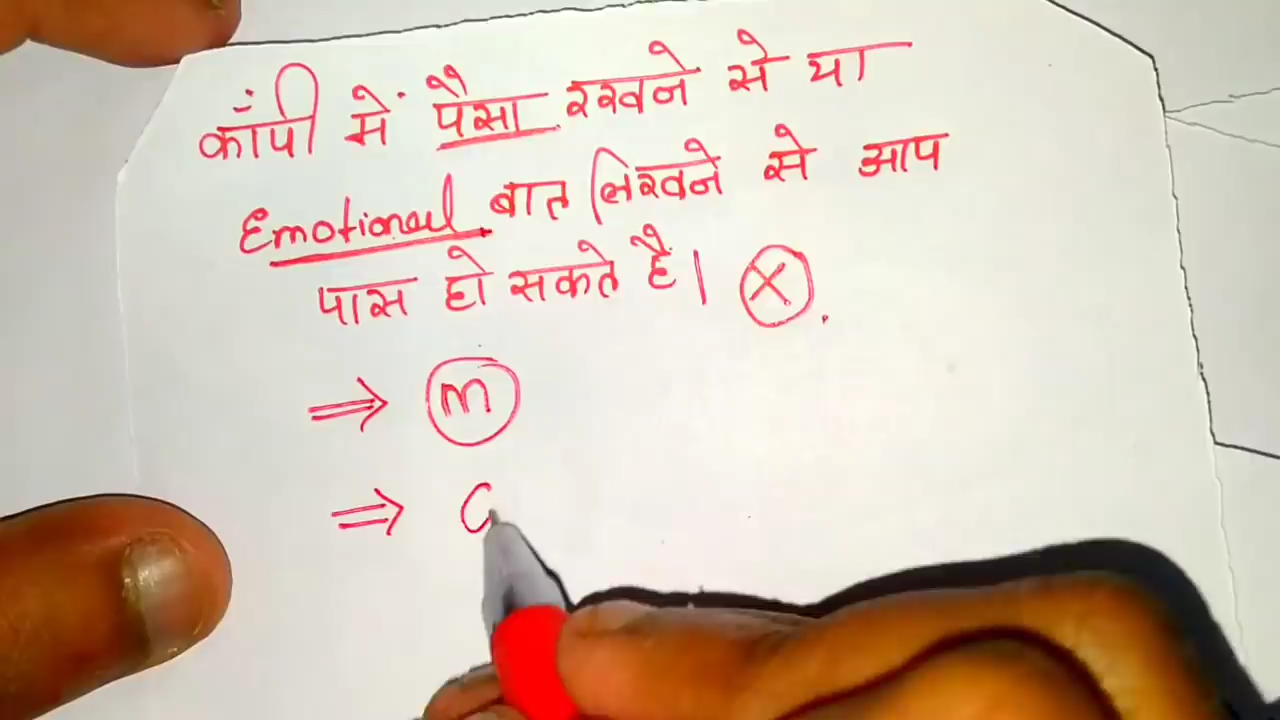 कॉपी में पैसा रखने से या
Emotional बात लिखने से आप
पास हो सकते है। X
⇒ m
⇒ C